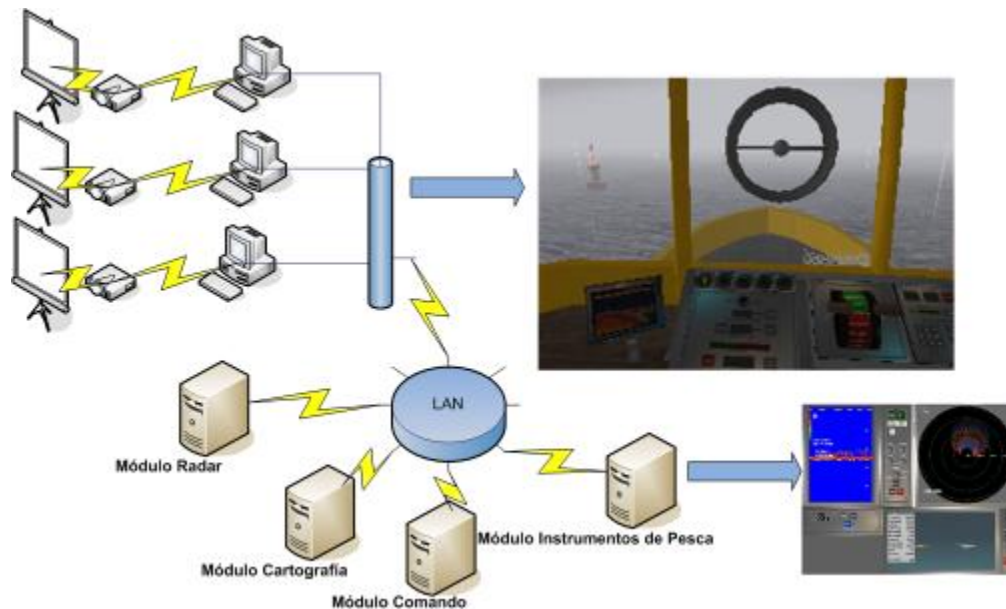 LAN
Módulo Radar
Módulo Instrumentos de Pesca
Módulo Cartografía
Módulo Comando